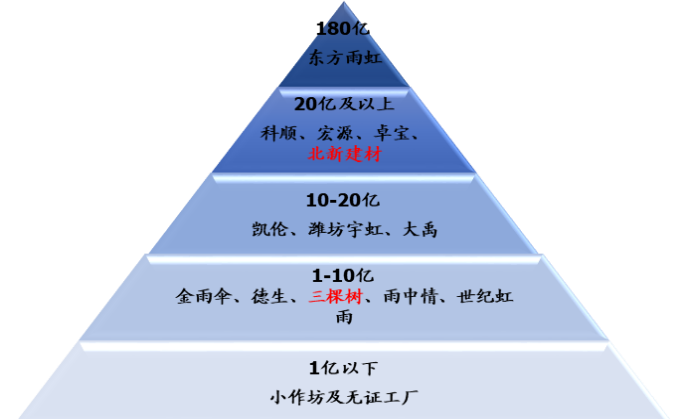 180亿
东方雨虹
20亿及以上
科顺、宏源、卓宝、
北新建材
10-20亿
凯伦、潍坊宇虹、大禹
1-10亿
金雨伞、德生、三棵树、雨中情、世纪虹
雨
1亿以下
小作坊及无证工厂